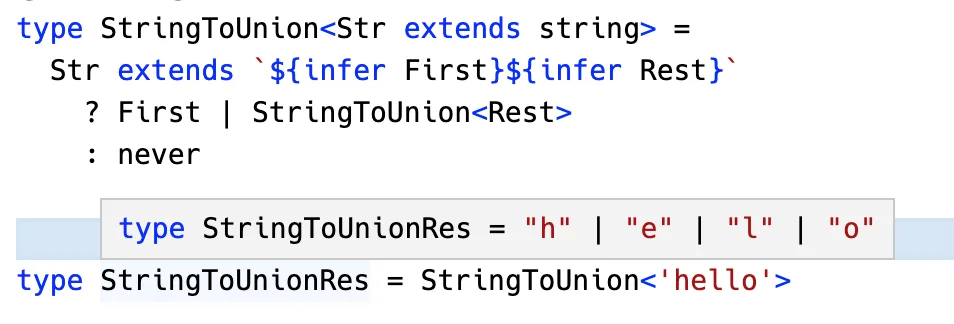 type StringToUnion<Str extends string> =
  Str extends `${infer First}${infer Rest}`
    ? First | StringToUnion<Rest>
    : never
type StringToUnionRes = "h" | "e" | "l" | "o"
type StringToUnionRes = StringToUnion<'hello'>